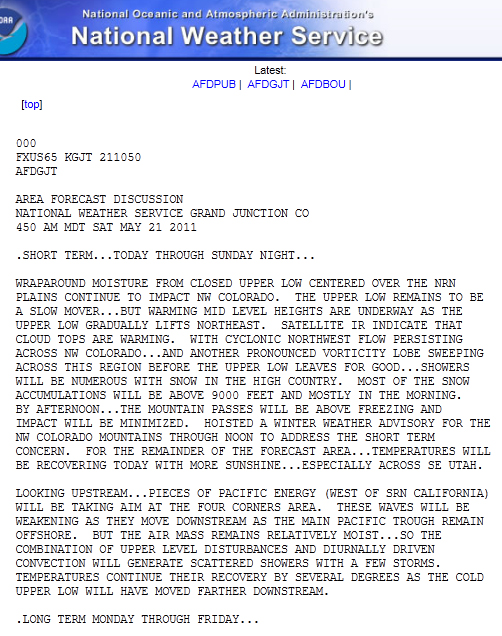 National Oceanic and Atmospheric Administration's
National Weather Service
Latest:
AFDPUB | AFDGJT | AFDBOU |
[top]
000
FXUS65 KGJT 211050
AFDGJT
AREA FORECAST DISCUSSION
NATIONAL WEATHER SERVICE GRAND JUNCTION CO
450 AM MDT SAT MAY 21 2011
.SHORT TERM...TODAY THROUGH SUNDAY NIGHT...
WRAPAROUND MOISTURE FROM CLOSED UPPER LOW CENTERED OVER THE NRN
PLAINS CONTINUE TO IMPACT NW COLORADO.  THE UPPER LOW REMAINS TO BE
A SLOW MOVER...BUT WARMING MID LEVEL HEIGHTS ARE UNDERWAY AS THE
UPPER LOW GRADUALLY LIFTS NORTHEAST.  SATELLITE IR INDICATE THAT
CLOUD TOPS ARE WARMING.  WITH CYCLONIC NORTHWEST FLOW PERSISTING
ACROSS NW COLORADO...AND ANOTHER PRONOUNCED VORTICITY LOBE SWEEPING
ACROSS THIS REGION BEFORE THE UPPER LOW LEAVES FOR GOOD...SHOWERS
WILL BE NUMEROUS WITH SNOW IN THE HIGH COUNTRY.  MOST OF THE SNOW
ACCUMULATIONS WILL BE ABOVE 9000 FEET AND MOSTLY IN THE MORNING.
BY AFTERNOON...THE MOUNTAIN PASSES WILL BE ABOVE FREEZING AND
IMPACT WILL BE MINIMIZED.  HOISTED A WINTER WEATHER ADVISORY FOR THE
NW COLORADO MOUNTAINS THROUGH NOON TO ADDRESS THE SHORT TERM
CONCERN.  FOR THE REMAINDER OF THE FORECAST AREA...TEMPERATURES WILL
BE RECOVERING TODAY WITH MORE SUNSHINE...ESPECIALLY ACROSS SE UTAH.
LOOKING UPSTREAM...PIECES OF PACIFIC ENERGY (WEST OF SRN CALIFORNIA)
WILL BE TAKING AIM AT THE FOUR CORNERS AREA.  THESE WAVES WILL BE
WEAKENING AS THEY MOVE DOWNSTREAM AS THE MAIN PACIFIC TROUGH REMAIN
OFFSHORE.  BUT THE AIR MASS REMAINS RELATIVELY MOIST...SO THE
COMBINATION OF UPPER LEVEL DISTURBANCES AND DIURNALLY DRIVEN
CONVECTION WILL GENERATE SCATTERED SHOWERS WITH A FEW STORMS.
TEMPERATURES CONTINUE THEIR RECOVERY BY SEVERAL DEGREES AS THE COLD
UPPER LOW WILL HAVE MOVED FARTHER DOWNSTREAM.
.LONG TERM MONDAY THROUGH FRIDAY...